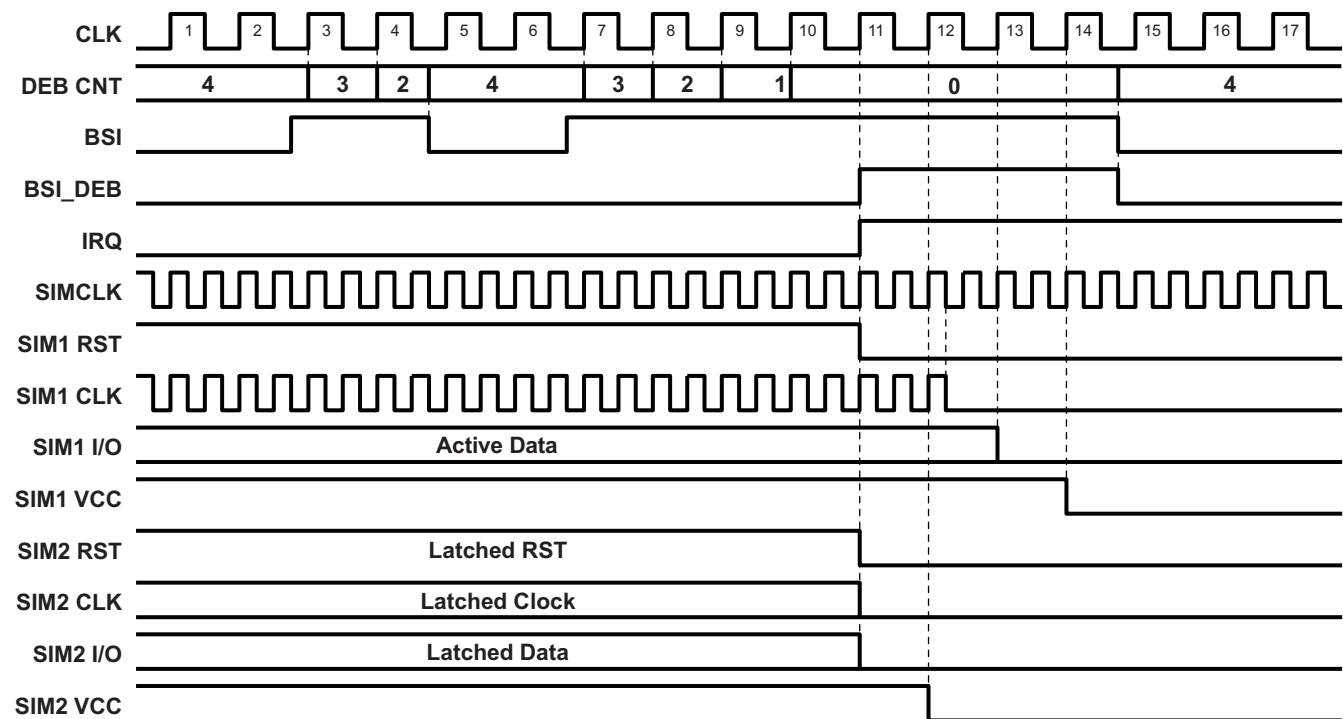 CLK 1 2 3 4 5 6 7 8 9 10 11 12 13 14 15 16 17
DEB CNT 4 3 2 4 3 2 1 0 4
BSI
BSI_DEB
IRQ
SIMCLK
SIM1 RST
SIM1 CLK
SIM1 I/O Active Data
SIM1 VCC
SIM2 RST Latched RST
SIM2 CLK Latched Clock
SIM2 I/O Latched Data
SIM2 VCC